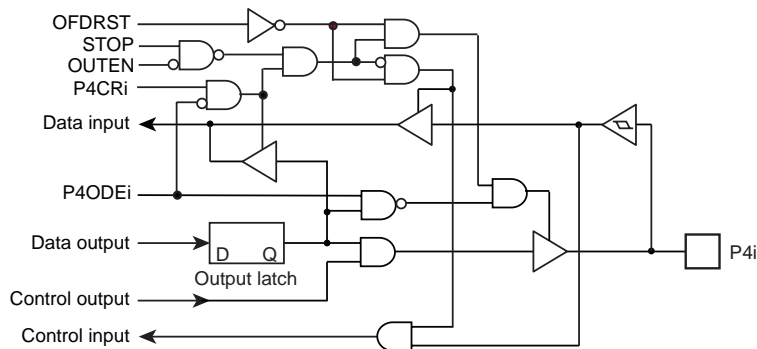 OFDRST
STOP
OUTEN
P4CRi
Data input
P4ODEi
Data output
D Q
Output latch
P4i
Control output
Control input